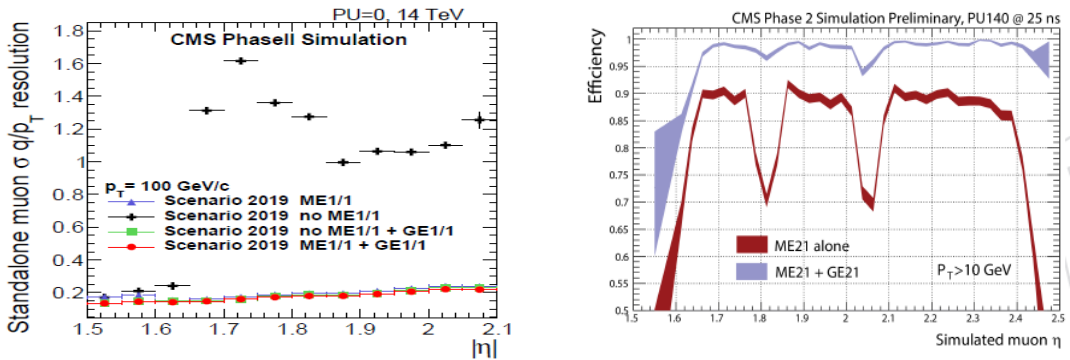 PU=0, 14 TeV
CMS PhaseII Simulation
Standalone muon σ q/pT resolution
1.8
1.6
1.4
1.2
1
0.8
0.6
0.4
0.2
pT= 100 GeV/c
Scenario 2019 ME1/1
Scenario 2019 no ME1/1
Scenario 2019 no ME1/1 + GE1/1
Scenario 2019 ME1/1 + GE1/1
1.5 1.6 1.7 1.8 1.9 2 2.1
|η|
CMS Phase 2 Simulation Preliminary, PU140 @ 25 ns
Efficiency
1
0.95
0.9
0.85
0.8
0.75
0.7
0.65
0.6
0.55
0.5
ME21 alone
ME21 + GE21
PT>10 GeV
1.5 1.6 1.7 1.8 1.9 2 2.1 2.2 2.3 2.4 2.5
Simulated muon η